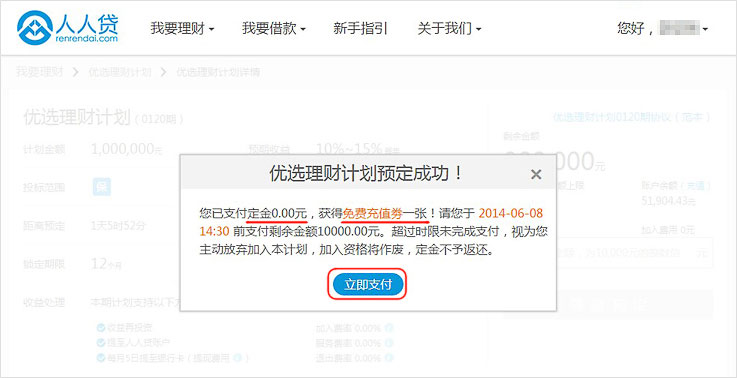 人人贷
renrendai.com
我要理财 我要借款 新手指引 关于我们 您好，
我要理财 优选理财计划 优选理财计划详情
优选理财计划（0120期）
优选理财计划0120期协议（范本）
计划金额 1,000,000元 预期收益 10%~15%
剩余金额
投标范围
账户余额（充值）
51,904.43元
距离预定 1天5时52分
加入费用 0元
锁定期限 12个月
优选理财计划预定成功！
您已支付定金0.00元，获得免费充值券一张！请您于 2014-06-08
14:30 前支付剩余金额10000.00元。超过时限未完成支付，视为您
主动放弃加入本计划，加入资格将作废，定金不予返还。
立即支付
收益处理 本期计划支持以下
收益再投资 加入费率 0.00%
提至人人贷账户 服务费率 0.00%
每月5日提至银行卡（提现费用） 退出费率 0.00%